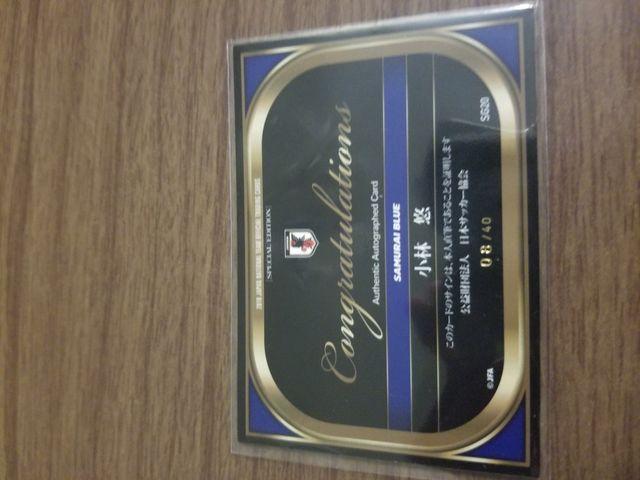 2018 JAPAN NATIONAL TEAM OFFICIAL TRADING CARDS
SPECIAL EDITION
Congratulations
Authentic Autographed Card
SAMURAI BLUE
小林 悠
このカードのサインは、本人直筆であることを証明します
公益財団法人 日本サッカー協会
08/40
©JFA
SG20